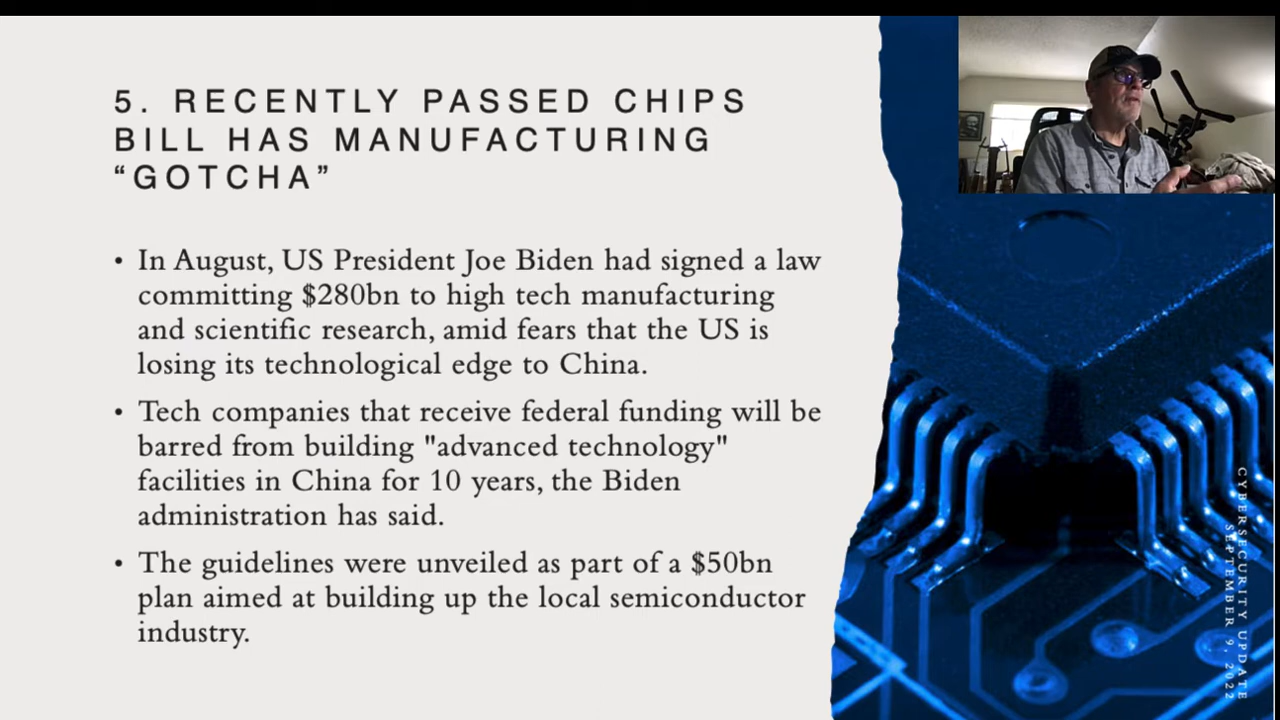 5. RECENTLY PASSED CHIPS
BILL HAS MANUFACTURING
“GOTCHA”
• In August, US President Joe Biden had signed a law
committing $280bn to high tech manufacturing
and scientific research, amid fears that the US is
losing its technological edge to China.
• Tech companies that receive federal funding will be
barred from building "advanced technology"
facilities in China for 10 years, the Biden
administration has said.
• The guidelines were unveiled as part of a $50bn
plan aimed at building up the local semiconductor
industry.
CYBERSECURITY UPDATE
SEPTEMBER 9, 2022